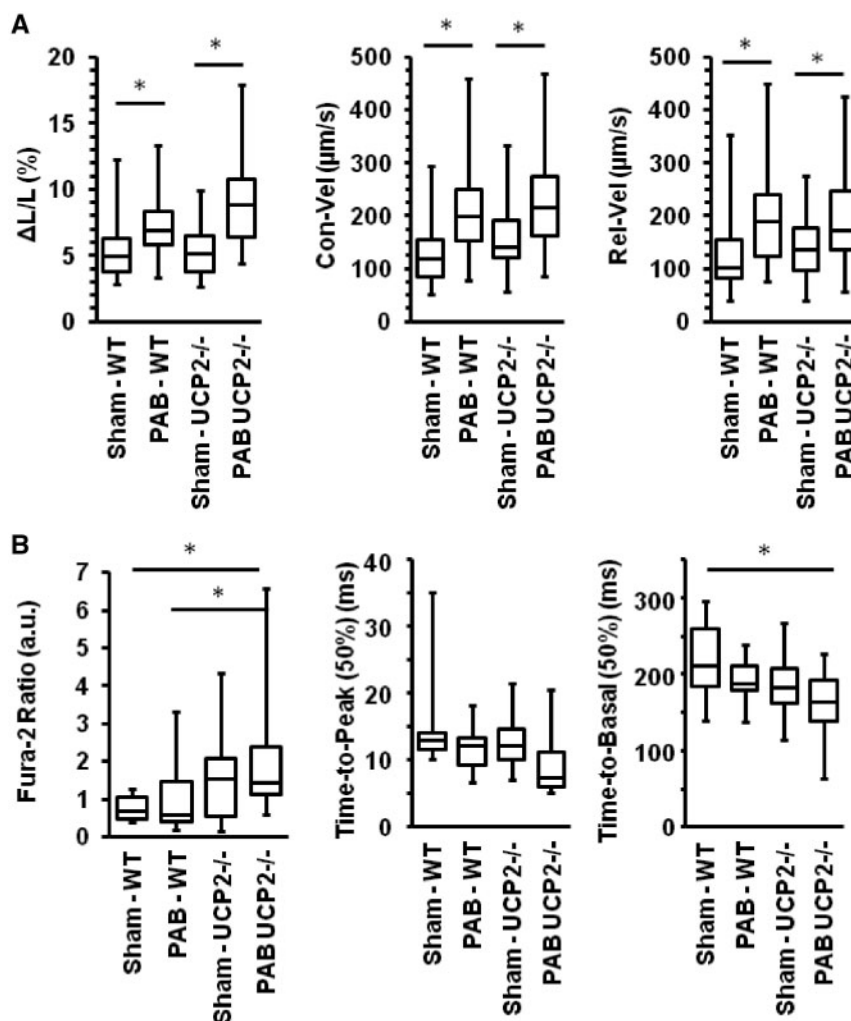 A
ΔL/L (%)
20
15
10
5
0
*
*
Sham - WT
PAB - WT
Sham - UCP2-/-
PAB UCP2-/-
Con-Vel (µm/s)
500
400
300
200
100
0
*
*
Sham - WT
PAB - WT
Sham - UCP2-/-
PAB UCP2-/-
Rel-Vel (µm/s)
500
400
300
200
100
0
*
*
Sham - WT
PAB - WT
Sham - UCP2-/-
PAB UCP2-/-
B
Fura-2 Ratio (a.u.)
7
6
5
4
3
2
1
0
*
*
Sham - WT
PAB - WT
Sham - UCP2-/-
PAB UCP2-/-
Time-to-Peak (50%) (ms)
40
30
20
10
0
Sham - WT
PAB - WT
Sham - UCP2-/-
PAB UCP2-/-
Time-to-Basal (50%) (ms)
300
200
100
0
*
Sham - WT
PAB - WT
Sham - UCP2-/-
PAB UCP2-/-